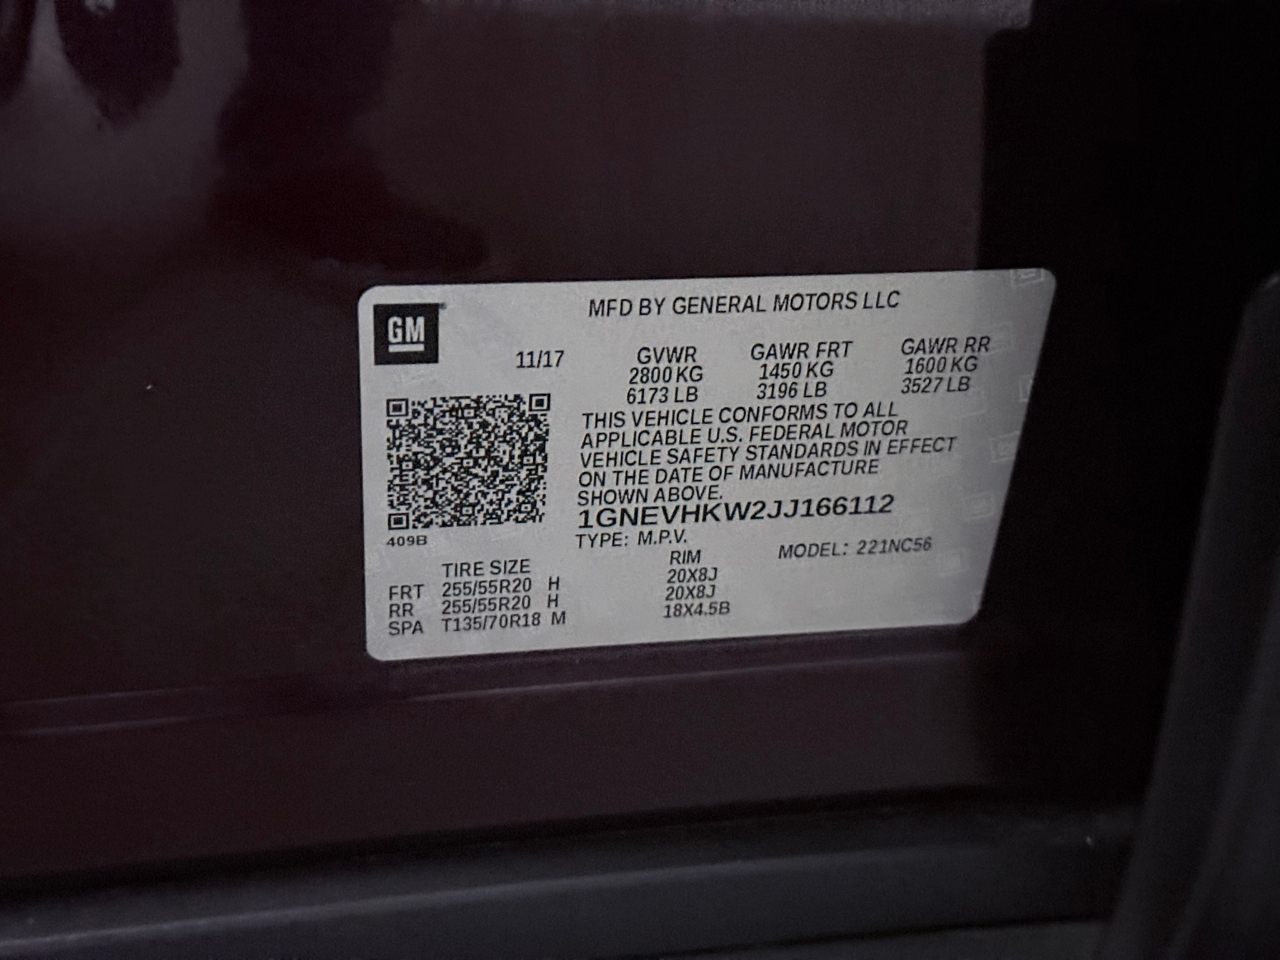 MFD BY GENERAL MOTORS LLC
GM
11/17 GVWR GAWR FRT GAWR RR
2800 KG 1450 KG 1600 KG
6173 LB 3196 LB 3527 LB
THIS VEHICLE CONFORMS TO ALL
APPLICABLE U.S. FEDERAL MOTOR
VEHICLE SAFETY STANDARDS IN EFFECT
ON THE DATE OF MANUFACTURE
SHOWN ABOVE.
1GNEVHKW2JJ166112
409B
TYPE: M.P.V. MODEL: 221NC56
TIRE SIZE RIM
FRT 255/55R20 H 20X8J
RR 255/55R20 H 20X8J
SPA T135/70R18 M 18X4.5B